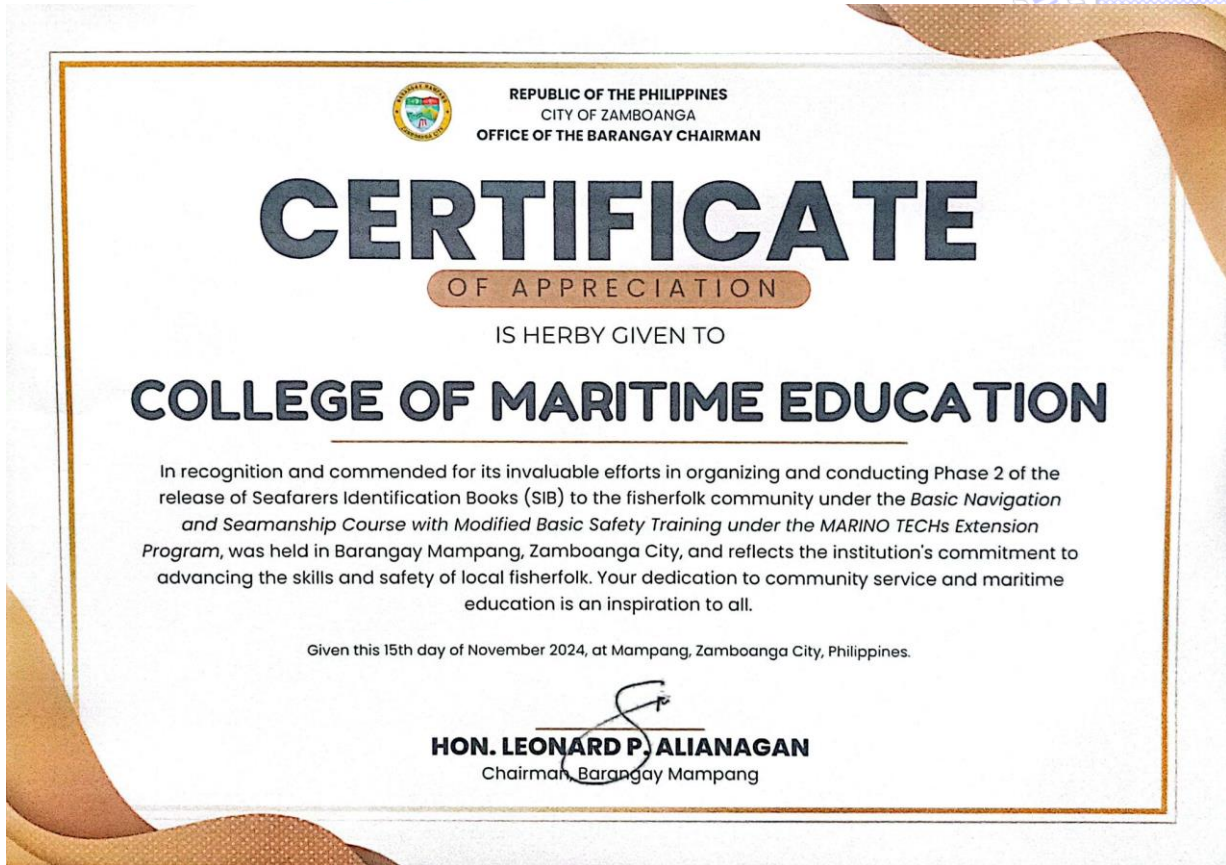 REPUBLIC OF THE PHILIPPINES
CITY OF ZAMBOANGA
OFFICE OF THE BARANGAY CHAIRMAN
CERTIFICATE
OF APPRECIATION
IS HERBY GIVEN TO
COLLEGE OF MARITIME EDUCATION
In recognition and commended for its invaluable efforts in organizing and conducting Phase 2 of the
release of Seafarers Identification Books (SIB) to the fisherfolk community under the Basic Navigation
and Seamanship Course with Modified Basic Safety Training under the MARINO TECHs Extension
Program, was held in Barangay Mampang, Zamboanga City, and reflects the institution's commitment to
advancing the skills and safety of local fisherfolk. Your dedication to community service and maritime
education is an inspiration to all.
Given this 15th day of November 2024, at Mampang, Zamboanga City, Philippines.
HON. LEONARD P. ALIANAGAN
Chairman, Barangay Mampang